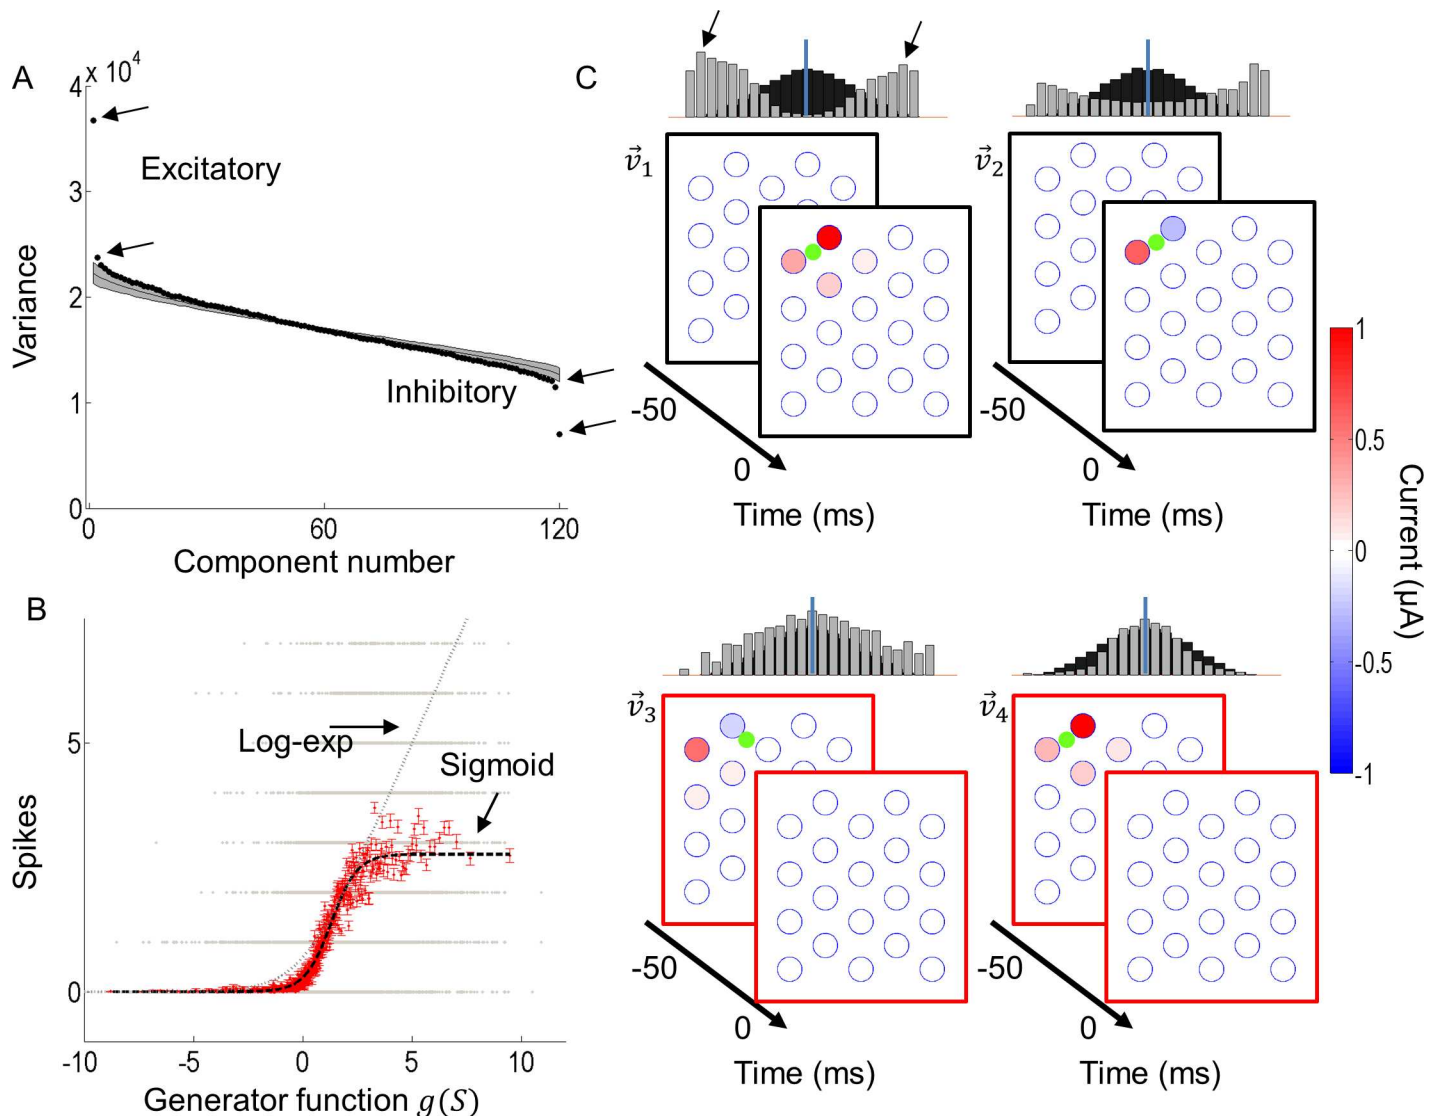 A
x 10⁴
4
3
2
1
0
Variance
Excitatory
Inhibitory
0
60
120
Component number
B
5
0
Spikes
Log-exp
Sigmoid
-10
-5
0
5
10
Generator function g(S)
C
v⃗₁
-50
0
Time (ms)
v⃗₂
-50
0
Time (ms)
v⃗₃
-50
0
Time (ms)
v⃗₄
-50
0
Time (ms)
1
0.5
0
-0.5
-1
Current (µA)